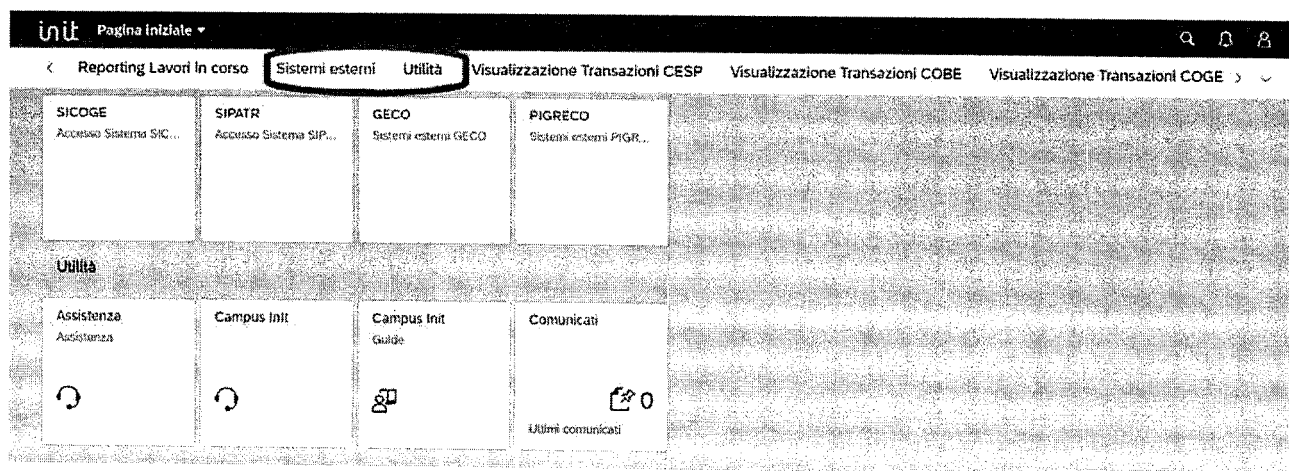 init Pagina iniziale
Reporting Lavori in corso Sistemi esterni Utilità Visualizzazione Transazioni CESP Visualizzazione Transazioni COBE Visualizzazione Transazioni COGE
SICOGE SIPATR GECO PIGRECO
Accesso Sistema SIC... Accesso Sistema SIP... Sistemi esterni GECO Sistemi esterni PIGR...
Utilità
Assistenza Campus Init Campus Init Comunicati
Assistenza Guide
0
Ultimi comunicati